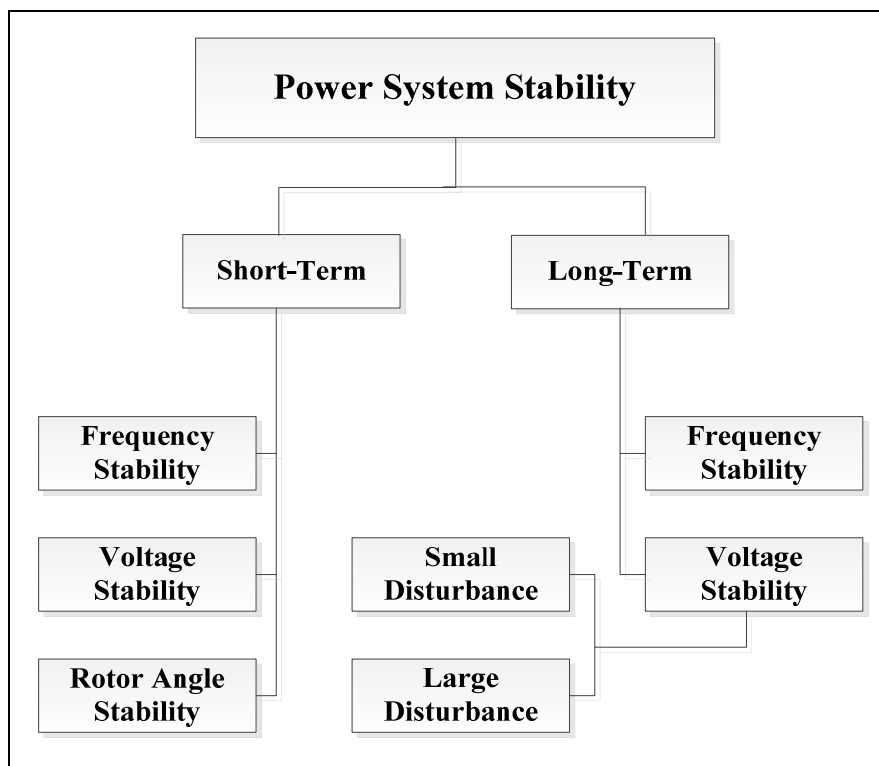 Power System Stability
Short-Term
Long-Term
Frequency
Stability
Frequency
Stability
Voltage
Stability
Small
Disturbance
Voltage
Stability
Rotor Angle
Stability
Large
Disturbance